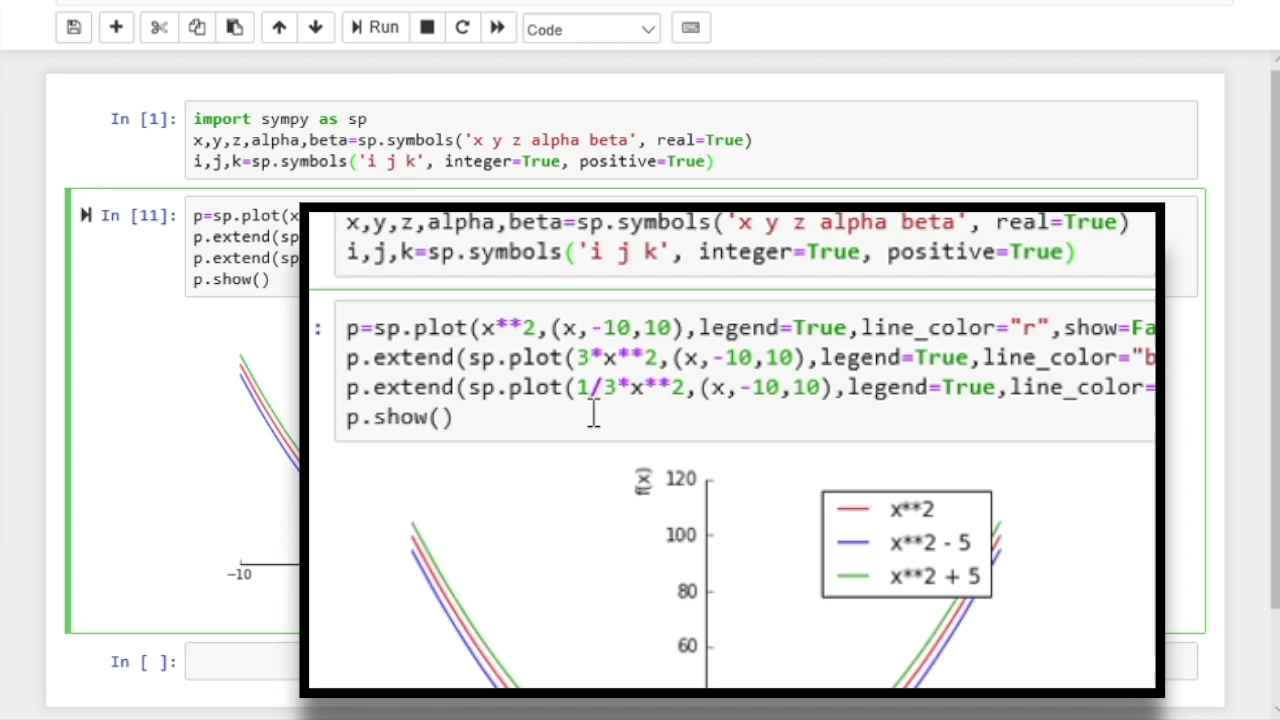 Run
Code
In [1]:
import sympy as sp
x,y,z,alpha,beta=sp.symbols('x y z alpha beta', real=True)
i,j,k=sp.symbols('i j k', integer=True, positive=True)
In [11]:
p=sp.plot(x
p.extend(sp
p.extend(sp
p.show()
x,y,z,alpha,beta=sp.symbols('x y z alpha beta', real=True)
i,j,k=sp.symbols('i j k', integer=True, positive=True)
:
p=sp.plot(x**2,(x,-10,10),legend=True,line_color="r",show=Fa
p.extend(sp.plot(3*x**2,(x,-10,10),legend=True,line_color="b
p.extend(sp.plot(1/3*x**2,(x,-10,10),legend=True,line_color=
p.show()
f(x)
120
100
80
60
x**2
x**2 - 5
x**2 + 5
−10
In [ ]: